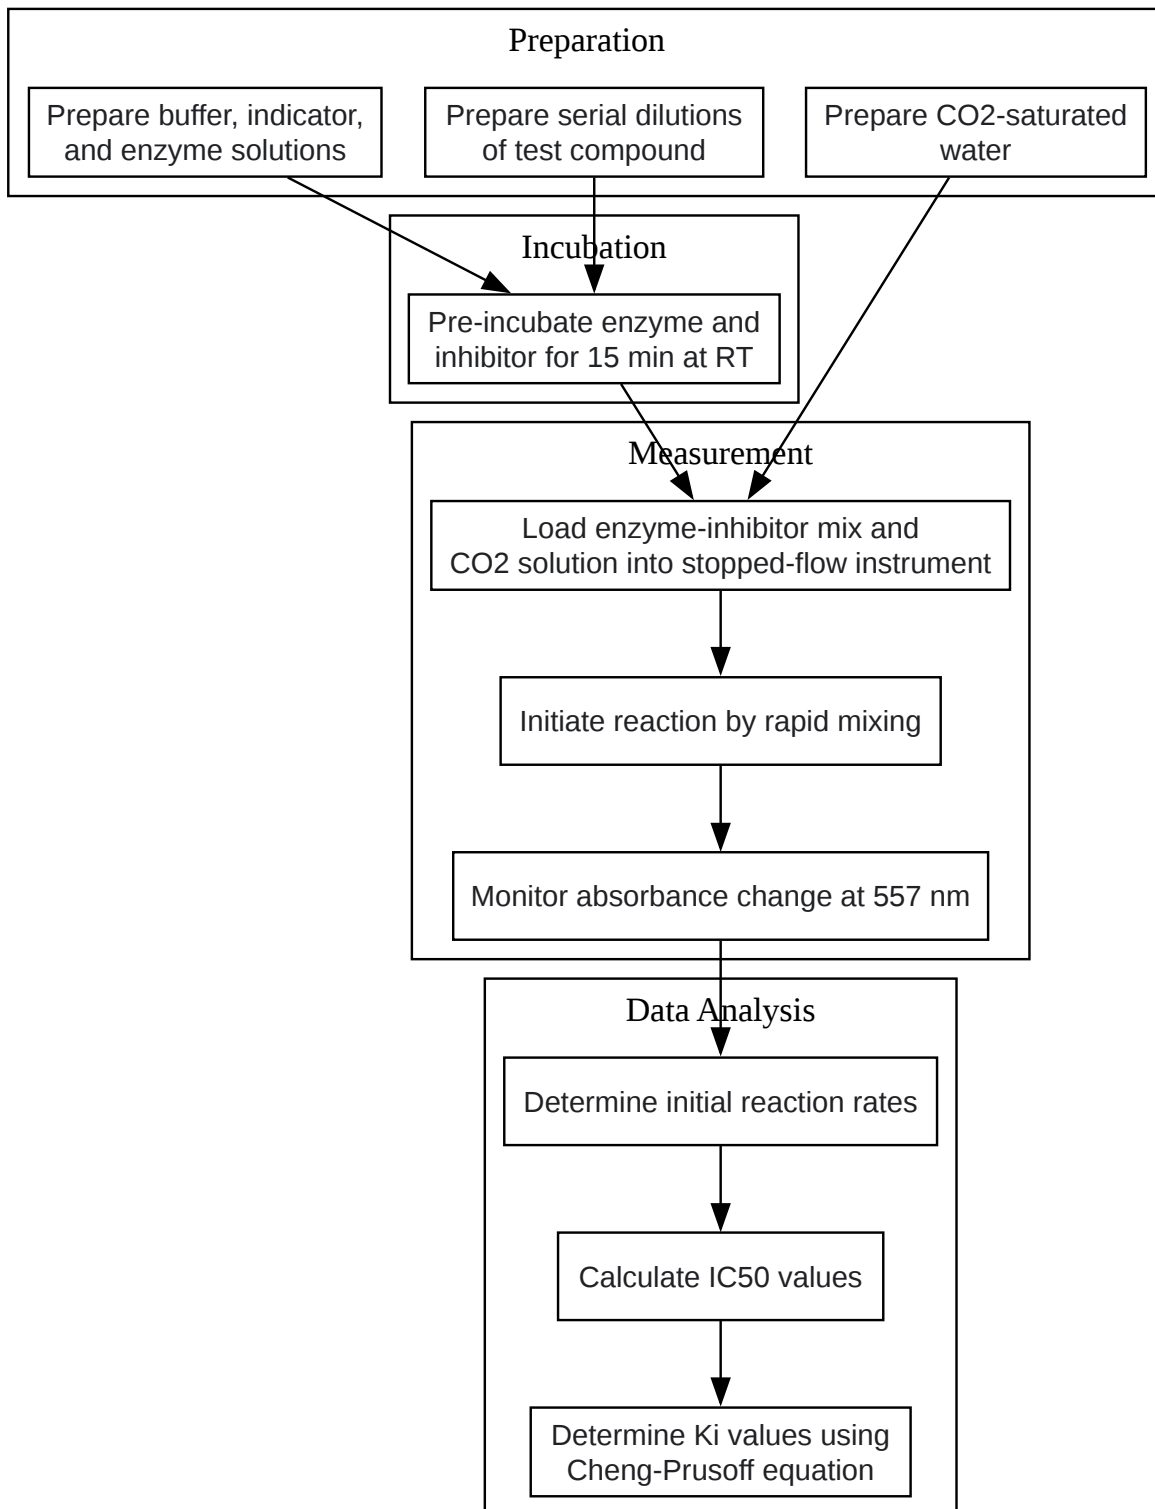 Preparation
Prepare buffer, indicator,
and enzyme solutions
Prepare serial dilutions
of test compound
Prepare CO2-saturated
water
Incubation
Pre-incubate enzyme and
inhibitor for 15 min at RT
Measurement
Load enzyme-inhibitor mix and
CO2 solution into stopped-flow instrument
Initiate reaction by rapid mixing
Monitor absorbance change at 557 nm
Data Analysis
Determine initial reaction rates
Calculate IC50 values
Determine Ki values using
Cheng-Prusoff equation